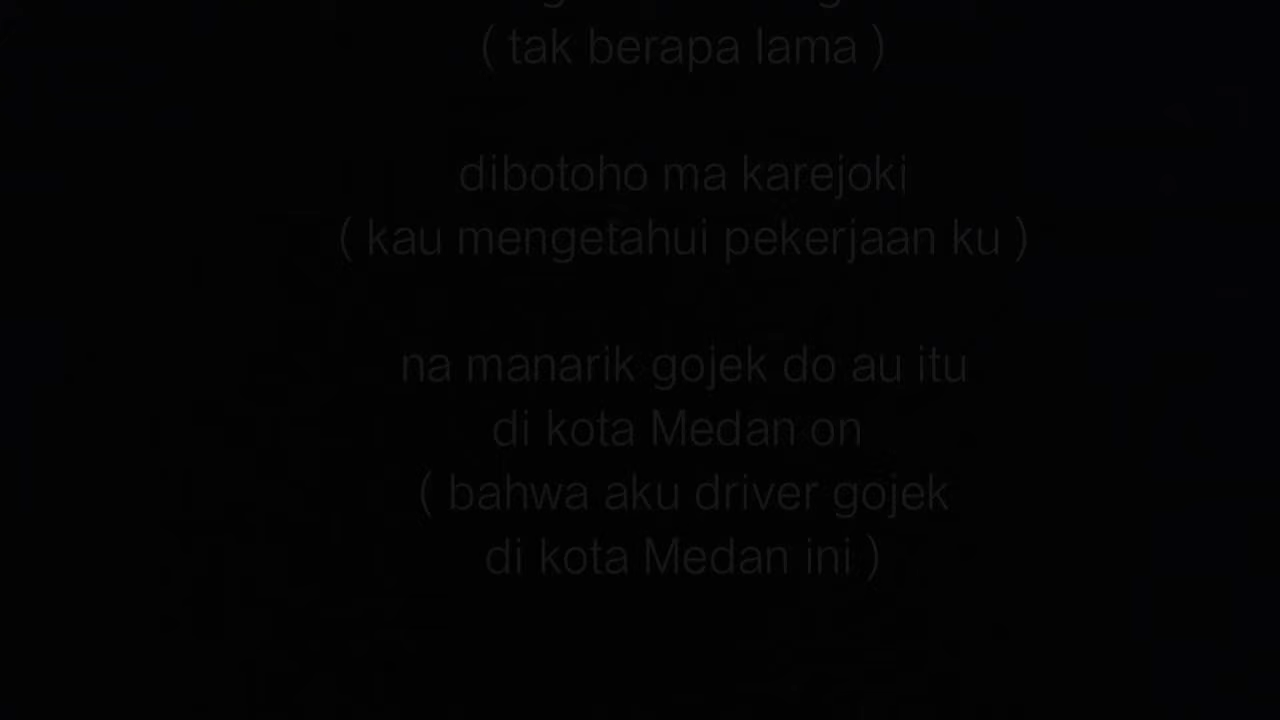 ( tak berapa lama )
dibotoho ma karejoki
( kau mengetahui pekerjaan ku )
na manarik gojek do au itu
di kota Medan on
( bahwa aku driver gojek
di kota Medan ini )